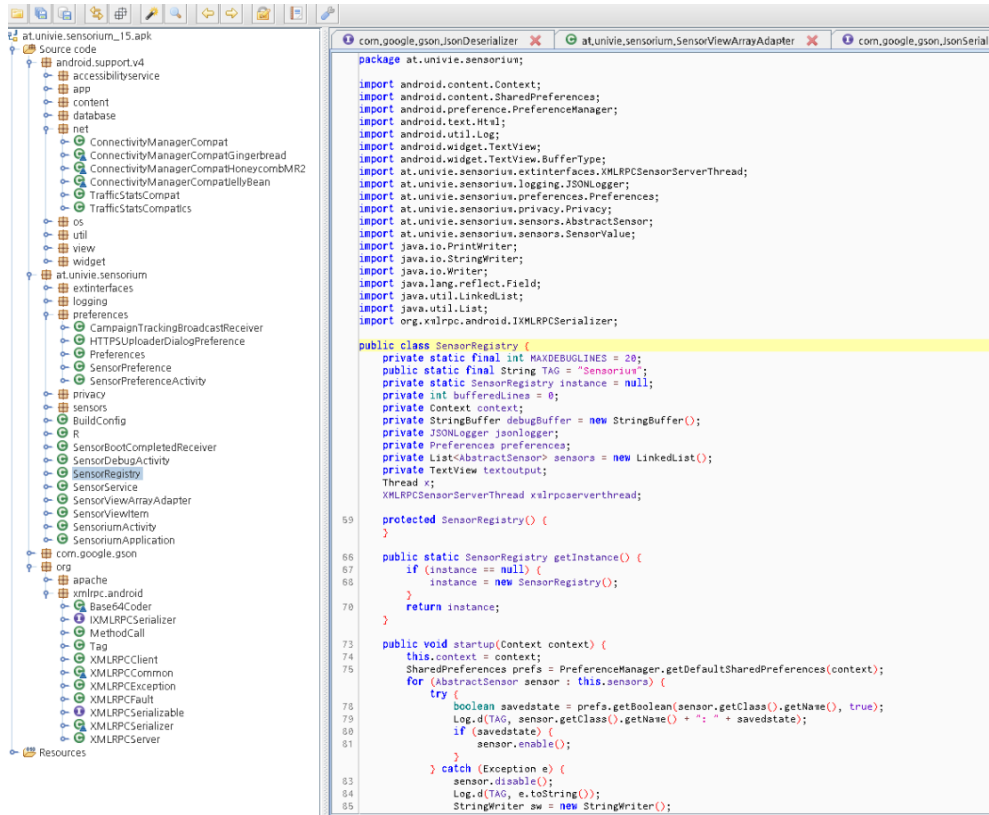 at.univie.sensorium_15.apk
Source code
android.support.v4
accessibilityservice
app
content
database
net
ConnectivityManagerCompat
ConnectivityManagerCompatGingerbread
ConnectivityManagerCompatHoneycombMR2
ConnectivityManagerCompatJellyBean
TrafficStatsCompat
TrafficStatsCompatIcs
os
util
view
widget
at.univie.sensorium
extinterfaces
logging
preferences
CampaignTrackingBroadcastReceiver
HTTPSUploaderDialogPreference
Preferences
SensorPreference
SensorPreferenceActivity
privacy
sensors
BuildConfig
R
SensorBootCompletedReceiver
SensorDebugActivity
SensorRegistry
SensorService
SensorViewArrayAdapter
SensorViewItem
SensoriumActivity
SensoriumApplication
com.google.gson
org
apache
xmlrpc.android
Base64Coder
IXMLRPCSerializer
MethodCall
Tag
XMLRPCClient
XMLRPCCommon
XMLRPCException
XMLRPCFault
XMLRPCSerializable
XMLRPCSerializer
XMLRPCServer
Resources
com.google.gson.JsonDeserializer at.univie.sensorium.SensorViewArrayAdapter com.google.gson.JsonSerial
package at.univie.sensorium;
import android.content.Context;
import android.content.SharedPreferences;
import android.preference.PreferenceManager;
import android.text.Html;
import android.util.Log;
import android.widget.TextView;
import android.widget.TextView.BufferType;
import at.univie.sensorium.extinterfaces.XMLRPCSensorServerThread;
import at.univie.sensorium.logging.JSONLogger;
import at.univie.sensorium.preferences.Preferences;
import at.univie.sensorium.privacy.Privacy;
import at.univie.sensorium.sensors.AbstractSensor;
import at.univie.sensorium.sensors.SensorValue;
import java.io.PrintWriter;
import java.io.StringWriter;
import java.io.Writer;
import java.lang.reflect.Field;
import java.util.LinkedList;
import java.util.List;
import org.xmlrpc.android.IXMLRPCSerializer;
public class SensorRegistry {
private static final int MAXDEBUGLINES = 20;
public static final String TAG = "Sensorium";
private static SensorRegistry instance = null;
private int bufferedLines = 0;
private Context context;
private StringBuffer debugBuffer = new StringBuffer();
private JSONLogger jsonlogger;
private Preferences preferences;
private List<AbstractSensor> sensors = new LinkedList();
private TextView textoutput;
Thread x;
XMLRPCSensorServerThread xmlrpcserverthread;
59 protected SensorRegistry() {
}
66 public static SensorRegistry getInstance() {
67 if (instance == null) {
68 instance = new SensorRegistry();
}
70 return instance;
}
73 public void startup(Context context) {
74 this.context = context;
75 SharedPreferences prefs = PreferenceManager.getDefaultSharedPreferences(context);
for (AbstractSensor sensor : this.sensors) {
try {
78 boolean savedstate = prefs.getBoolean(sensor.getClass().getName(), true);
79 Log.d(TAG, sensor.getClass().getName() + ": " + savedstate);
80 if (savedstate) {
81 sensor.enable();
}
} catch (Exception e) {
83 sensor.disable();
84 Log.d(TAG, e.toString());
85 StringWriter sw = new StringWriter();